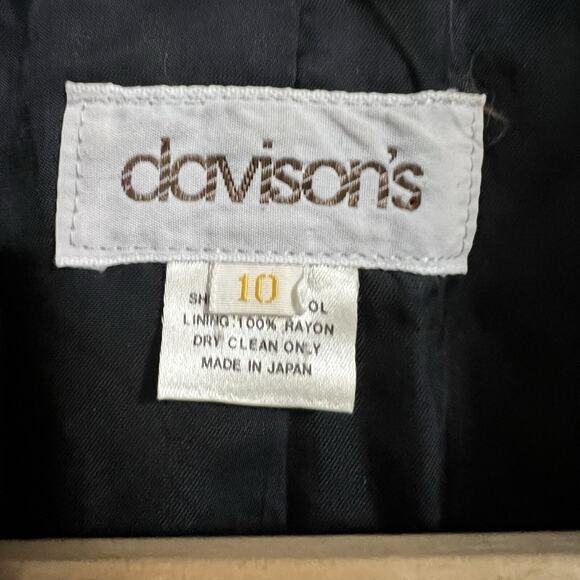 davison's
10
LINING:100% RAYON
DRY CLEAN ONLY
MADE IN JAPAN